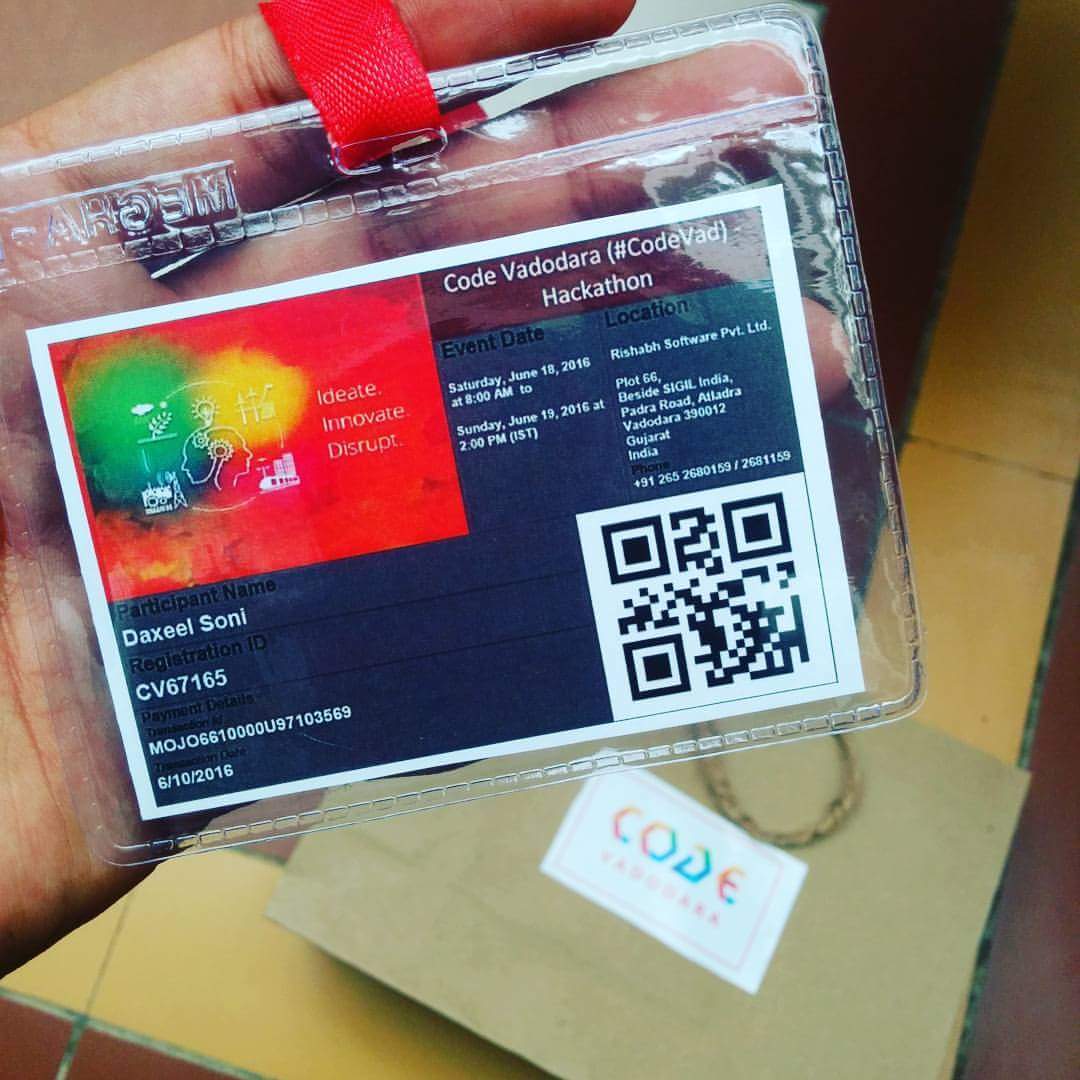 MEGHA
Code Vadodara (#CodeVad) -
Hackathon
Ideate.
Innovate.
Disrupt.
Event Date
Saturday, June 18, 2016
at 8:00 AM to
Sunday, June 19, 2016 at
2:00 PM (IST)
Location
Rishabh Software Pvt. Ltd.
Plot 66,
Beside SIGIL India,
Padra Road, Atladra
Vadodara 390012
Gujarat
India
Phone
+91 265 2680159 / 2681159
Participant Name
Daxeel Soni
Registration ID
CV67165
Payment Details
Transaction Id
MOJO6610000U97103569
Transaction Date
6/10/2016
CODE
VADODARA